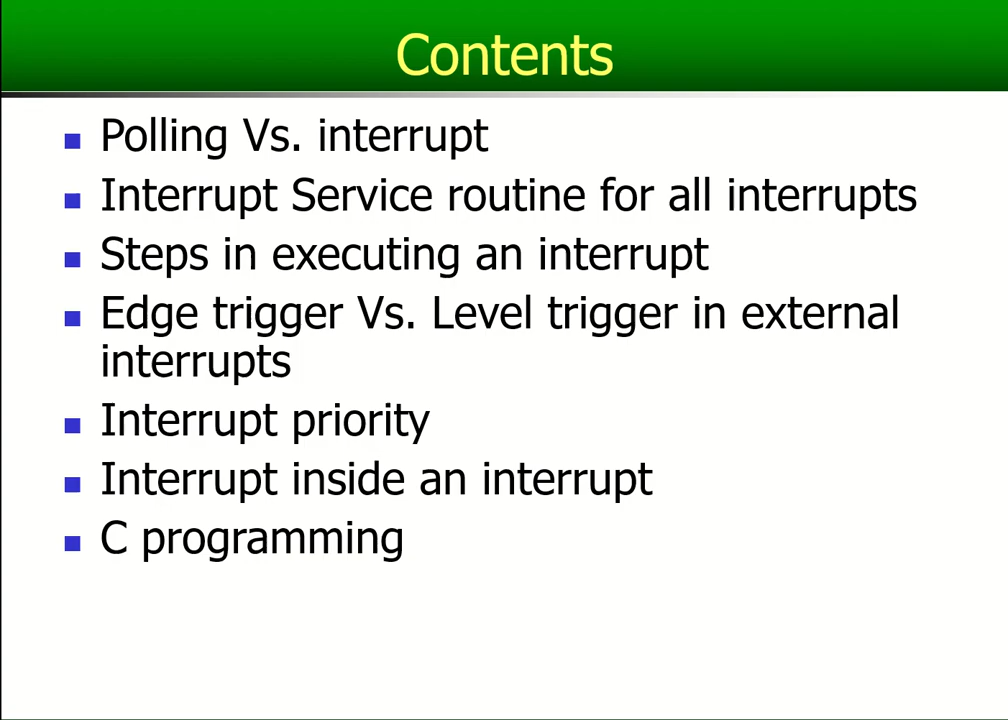 Contents
Polling Vs. interrupt
Interrupt Service routine for all interrupts
Steps in executing an interrupt
Edge trigger Vs. Level trigger in external
interrupts
Interrupt priority
Interrupt inside an interrupt
C programming